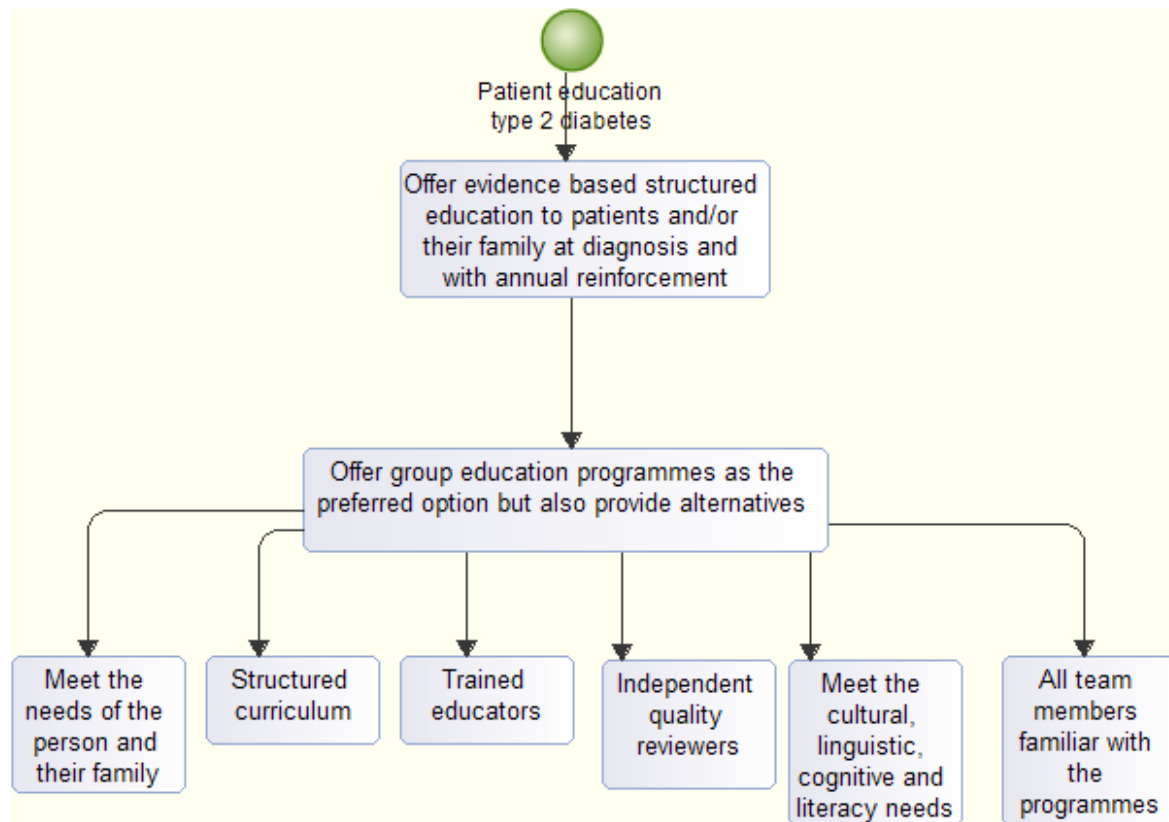 Patient education
type 2 diabetes
Offer evidence based structured
education to patients and/or
their family at diagnosis and
with annual reinforcement
Offer group education programmes as the
preferred option but also provide alternatives
Meet the
needs of the
person and
their family
Structured
curriculum
Trained
educators
Independent
quality
reviewers
Meet the
cultural,
linguistic,
cognitive and
literacy needs
All team
members
familiar with
the
programmes